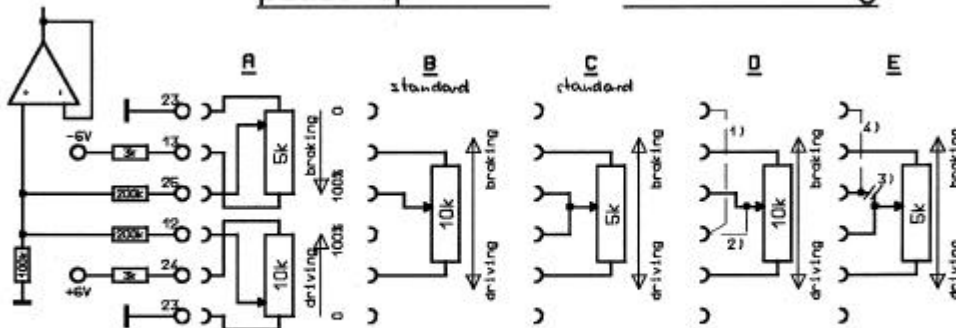 A
B
standard
C
standard
D
E
23
-6V
13
3k
5k
braking
0
100%
25
200k
12
200k
100k
24
3k
+6V
10k
driving
100%
0
23
10k
braking
driving
5k
braking
driving
1)
2)
10k
braking
driving
4)
3)
5k
braking
driving